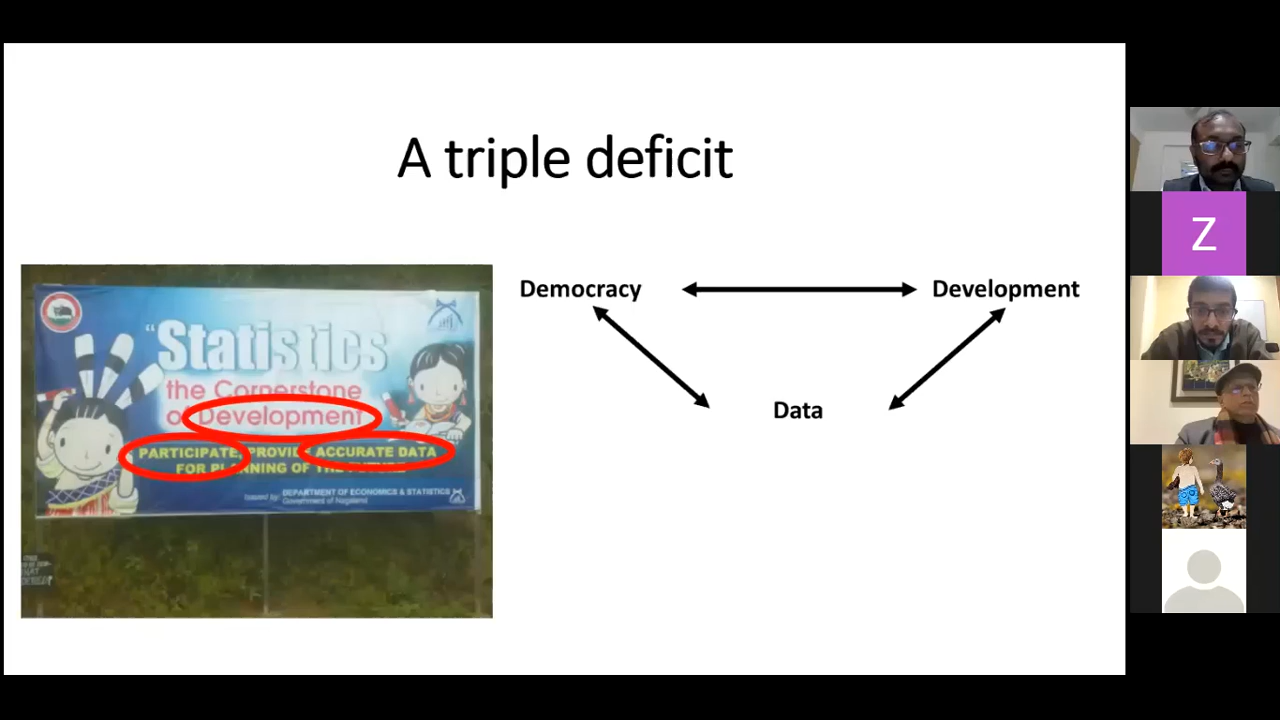 A triple deficit
"Statistics
the Cornerstone
of Development
PARTICIPATE, PROVIDE ACCURATE DATA
FOR PLANNING OF THE FUTURE
Issued by: DEPARTMENT OF ECONOMICS & STATISTICS
Government of Nagaland
Democracy
Development
Data
Z